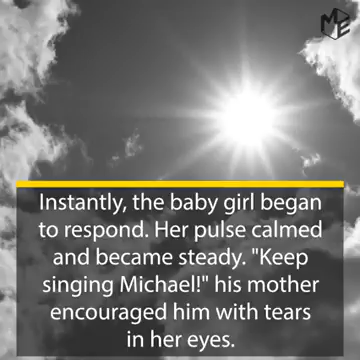 ME
Instantly, the baby girl began
to respond. Her pulse calmed
and became steady. "Keep
singing Michael!" his mother
encouraged him with tears
in her eyes.